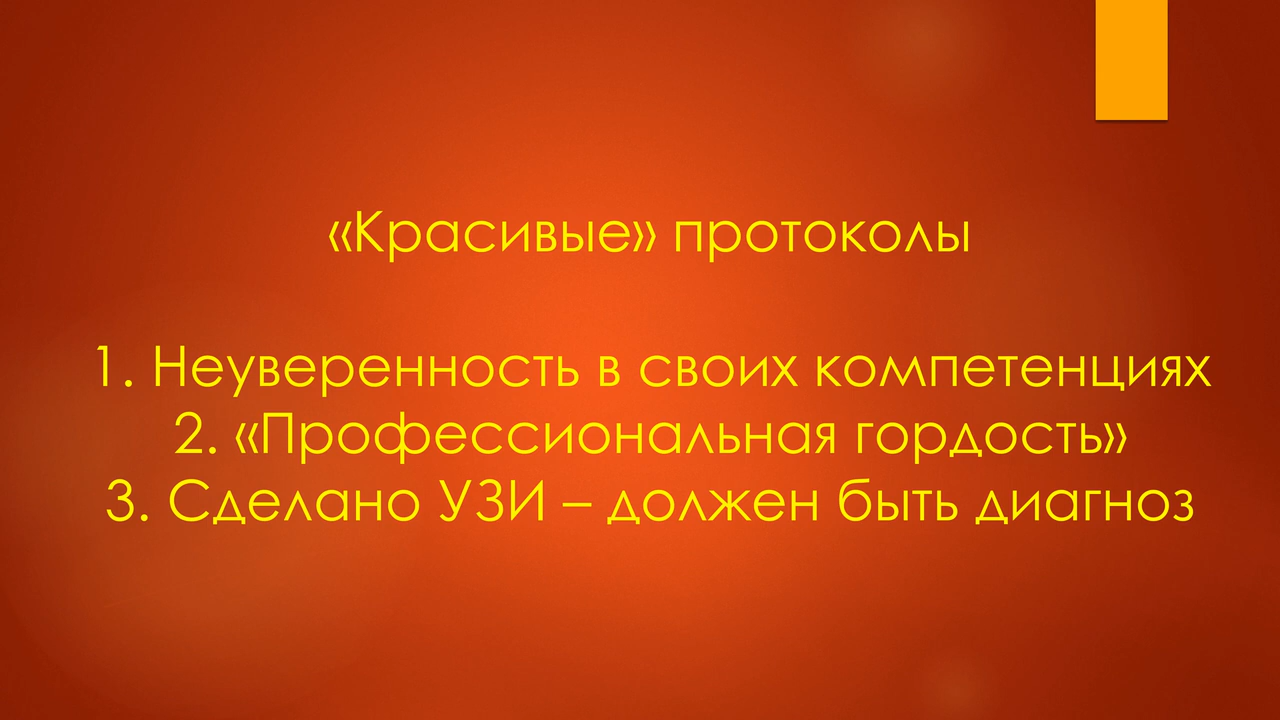 «Красивые» протоколы
1. Неуверенность в своих компетенциях
2. «Профессиональная гордость»
3. Сделано УЗИ – должен быть диагноз